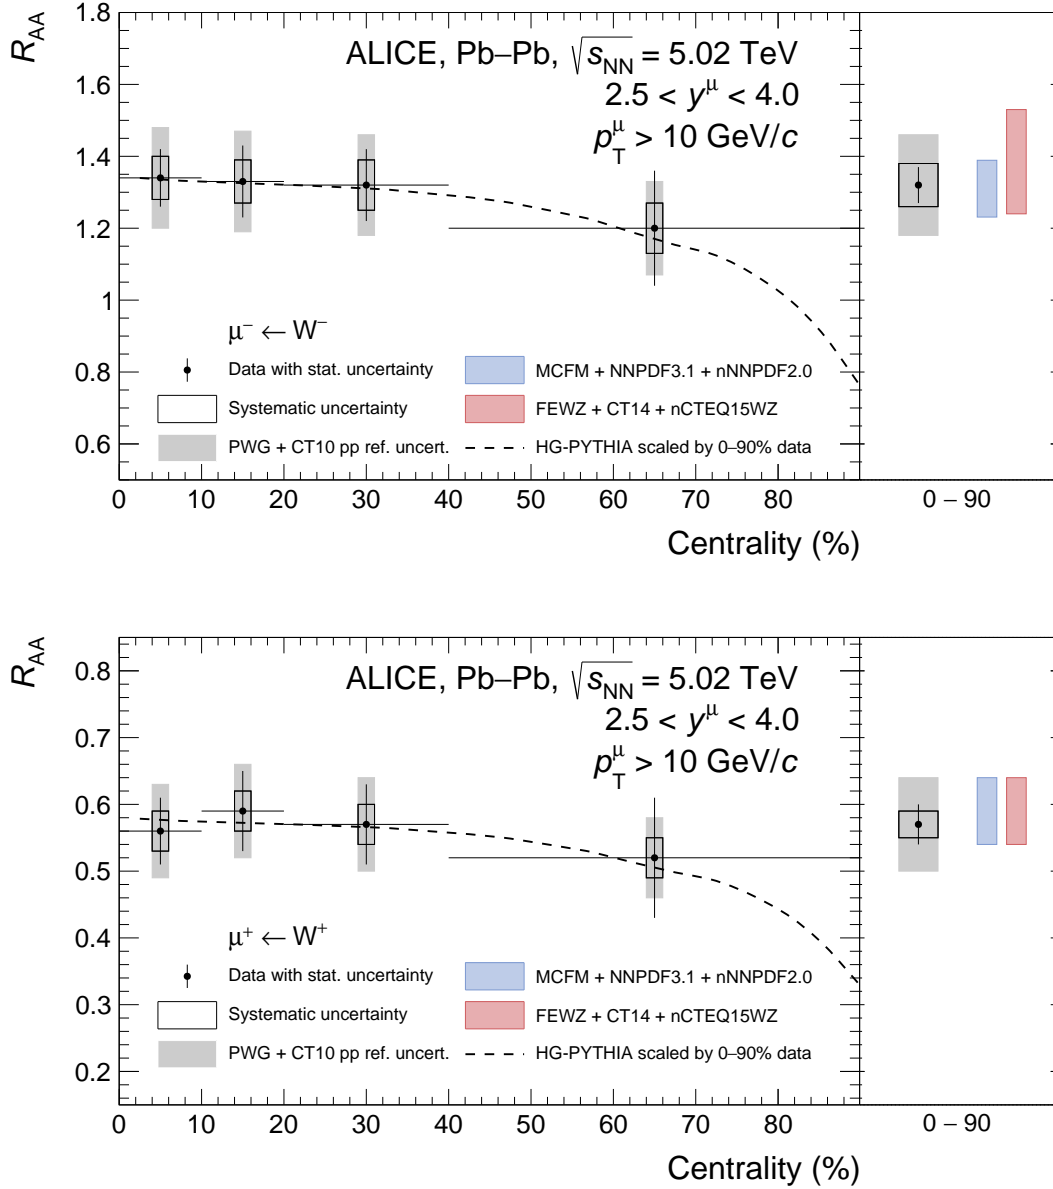 R_AA
1.8
1.6
1.4
1.2
1
0.8
0.6
ALICE, Pb–Pb, √s_NN = 5.02 TeV
2.5 < y^μ < 4.0
p_T^μ > 10 GeV/c
μ⁻ ← W⁻
Data with stat. uncertainty
MCFM + NNPDF3.1 + nNNPDF2.0
Systematic uncertainty
FEWZ + CT14 + nCTEQ15WZ
PWG + CT10 pp ref. uncert.
HG-PYTHIA scaled by 0–90% data
0 10 20 30 40 50 60 70 80
0 – 90
Centrality (%)
R_AA
0.8
0.7
0.6
0.5
0.4
0.3
0.2
ALICE, Pb–Pb, √s_NN = 5.02 TeV
2.5 < y^μ < 4.0
p_T^μ > 10 GeV/c
μ⁺ ← W⁺
Data with stat. uncertainty
MCFM + NNPDF3.1 + nNNPDF2.0
Systematic uncertainty
FEWZ + CT14 + nCTEQ15WZ
PWG + CT10 pp ref. uncert.
HG-PYTHIA scaled by 0–90% data
0 10 20 30 40 50 60 70 80
0 – 90
Centrality (%)